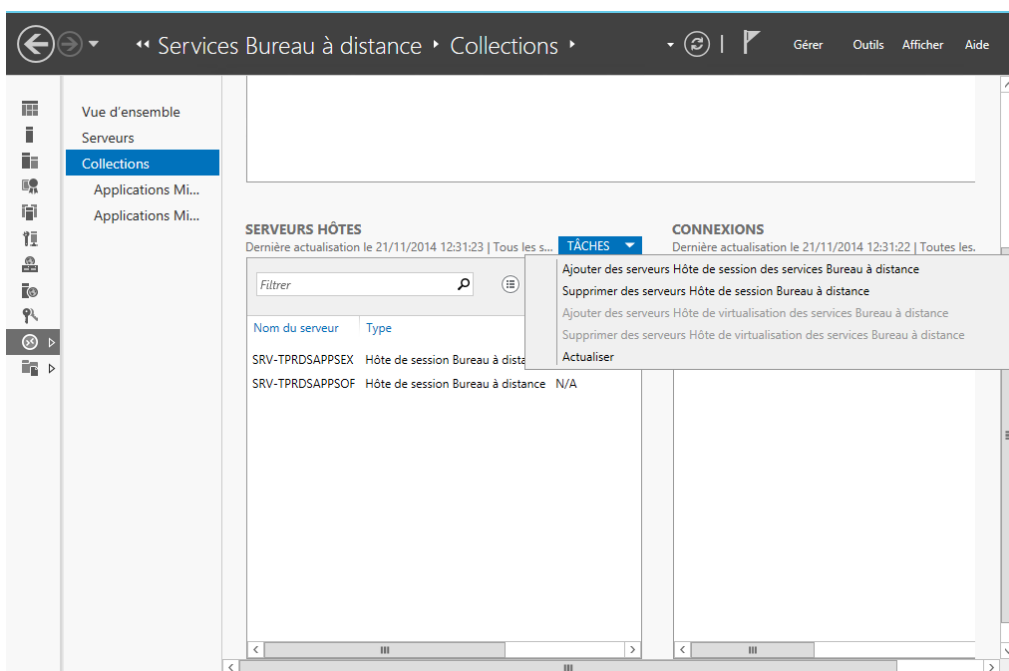 Services Bureau à distance
Collections
Gérer
Outils
Afficher
Aide
Vue d'ensemble
Serveurs
Collections
Applications Mi...
Applications Mi...
SERVEURS HÔTES
Dernière actualisation le 21/11/2014 12:31:23 | Tous les s...
TÂCHES
CONNEXIONS
Dernière actualisation le 21/11/2014 12:31:22 | Toutes les.
Ajouter des serveurs Hôte de session des services Bureau à distance
Supprimer des serveurs Hôte de session Bureau à distance
Ajouter des serveurs Hôte de virtualisation des services Bureau à distance
Supprimer des serveurs Hôte de virtualisation des services Bureau à distance
Actualiser
Filtrer
Nom du serveur Type
SRV-TPRDSAPPSEX Hôte de session Bureau à dista
SRV-TPRDSAPPSOF Hôte de session Bureau à distance N/A